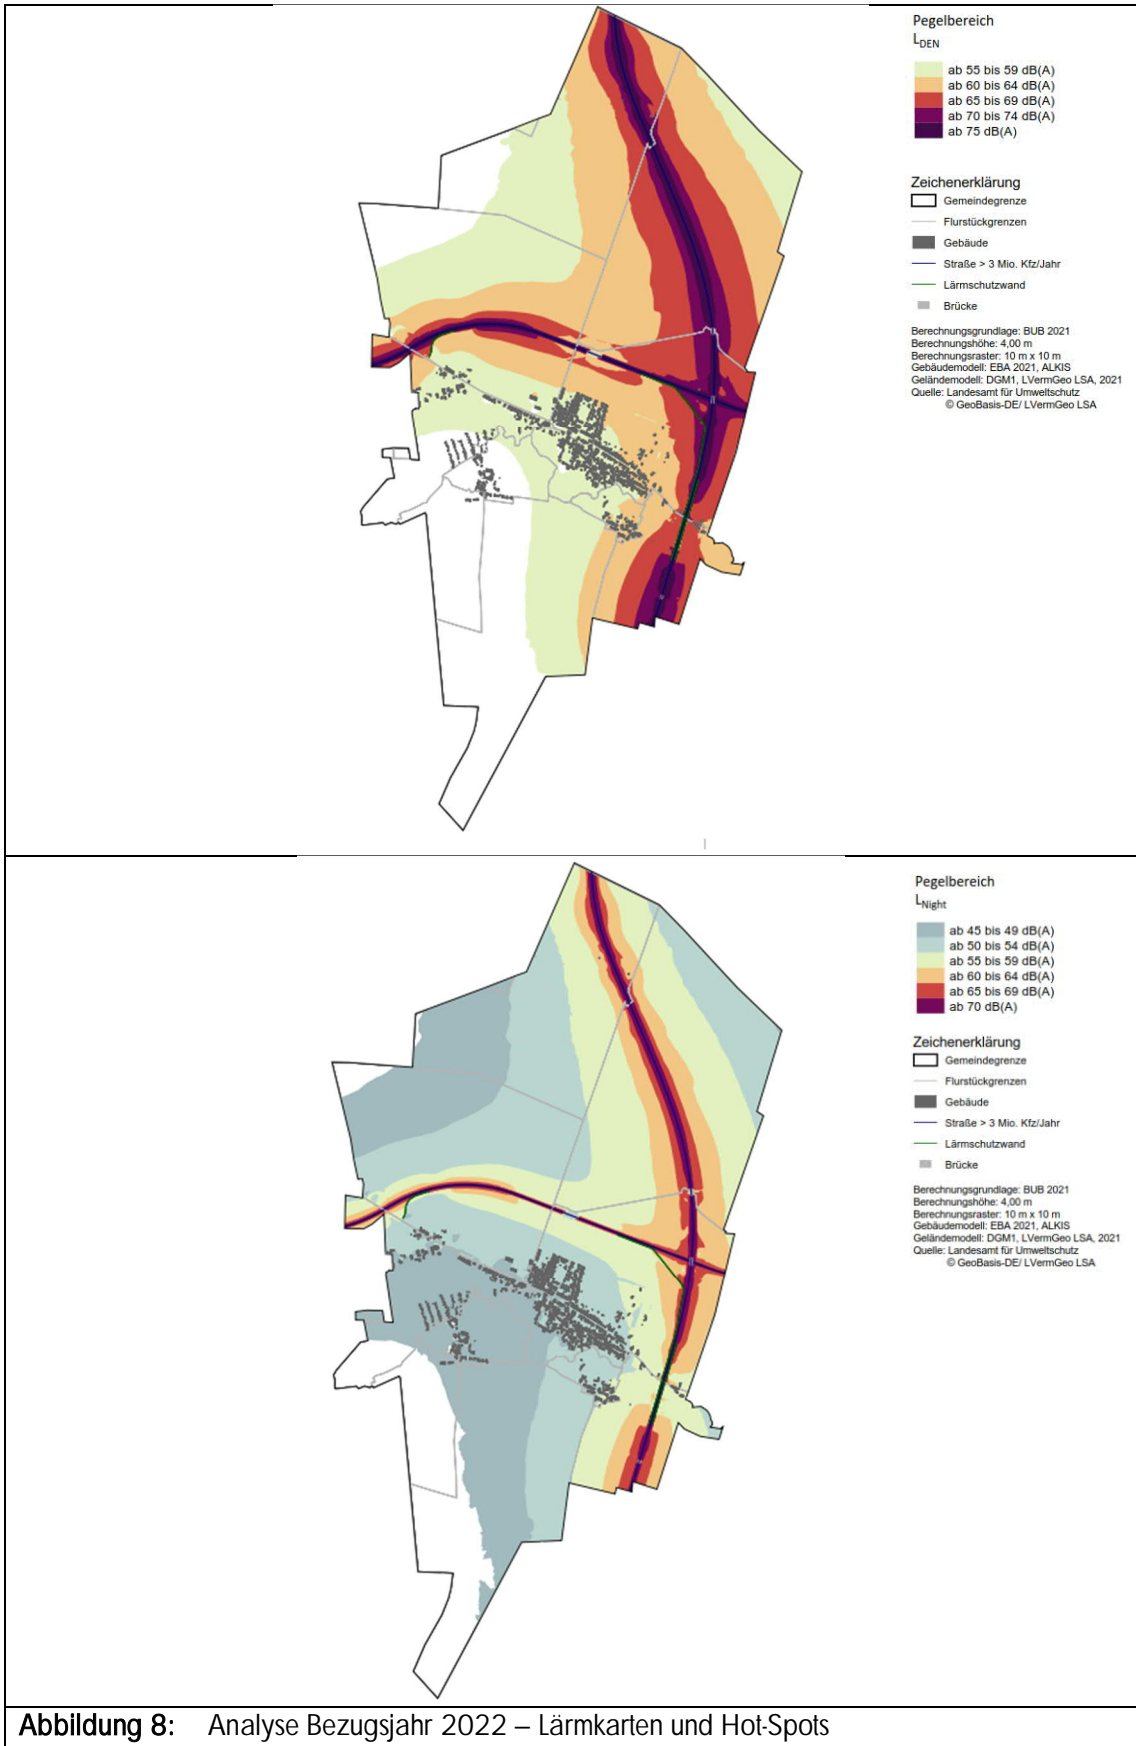 Pegelbereich
LDEN
ab 55 bis 59 dB(A)
ab 60 bis 64 dB(A)
ab 65 bis 69 dB(A)
ab 70 bis 74 dB(A)
ab 75 dB(A)
Zeichenerklärung
Gemeindegrenze
Flurstückgrenzen
Gebäude
Straße > 3 Mio. Kfz/Jahr
Lärmschutzwand
Brücke
Berechnungsgrundlage: BUB 2021
Berechnungshöhe: 4,00 m
Berechnungsraster: 10 m x 10 m
Gebäudemodell: EBA 2021, ALKIS
Geländemodell: DGM1, LVermGeo LSA, 2021
Quelle: Landesamt für Umweltschutz
© GeoBasis-DE/ LVermGeo LSA
Pegelbereich
LNight
ab 45 bis 49 dB(A)
ab 50 bis 54 dB(A)
ab 55 bis 59 dB(A)
ab 60 bis 64 dB(A)
ab 65 bis 69 dB(A)
ab 70 dB(A)
Zeichenerklärung
Gemeindegrenze
Flurstückgrenzen
Gebäude
Straße > 3 Mio. Kfz/Jahr
Lärmschutzwand
Brücke
Berechnungsgrundlage: BUB 2021
Berechnungshöhe: 4,00 m
Berechnungsraster: 10 m x 10 m
Gebäudemodell: EBA 2021, ALKIS
Geländemodell: DGM1, LVermGeo LSA, 2021
Quelle: Landesamt für Umweltschutz
© GeoBasis-DE/ LVermGeo LSA
Abbildung 8: Analyse Bezugsjahr 2022 – Lärmkarten und Hot-Spots